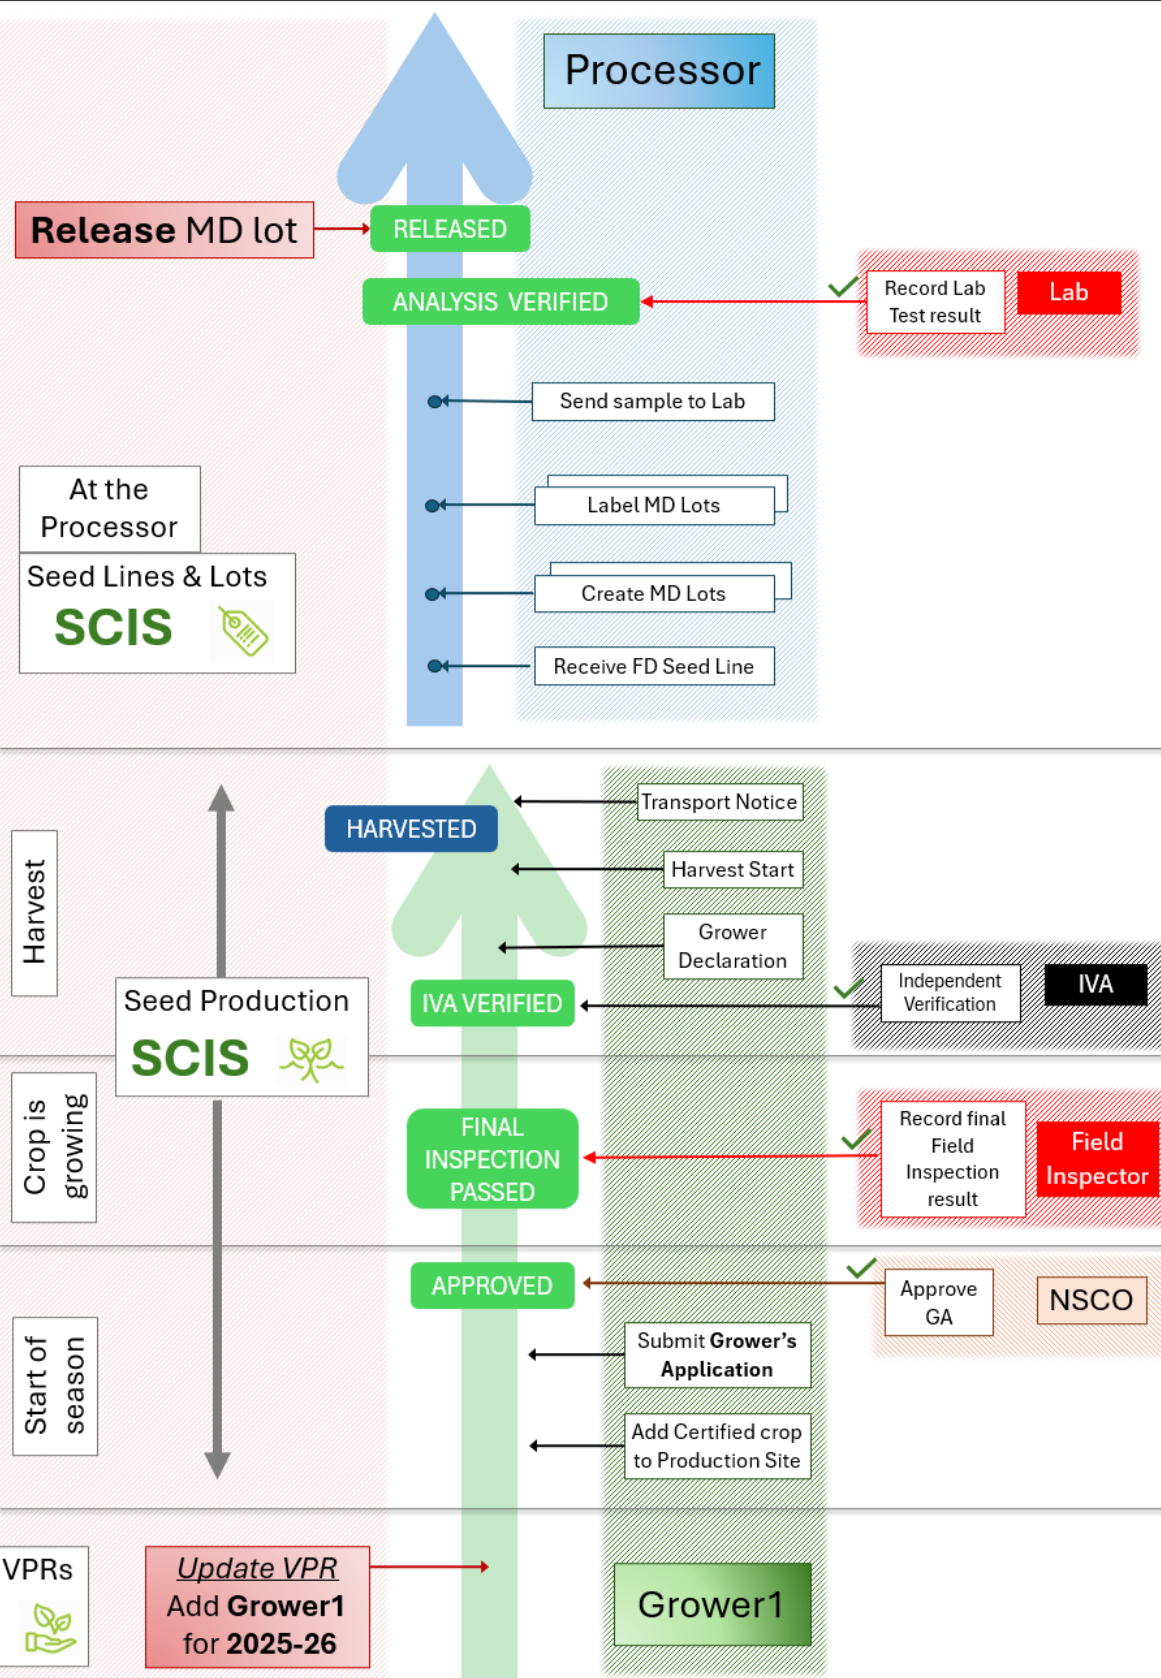 Processor
Release MD lot
RELEASED
ANALYSIS VERIFIED
Record Lab
Test result
Lab
Send sample to Lab
At the
Processor
Label MD Lots
Seed Lines & Lots
SCIS
Create MD Lots
Receive FD Seed Line
Transport Notice
HARVESTED
Harvest Start
Harvest
Grower
Declaration
Seed Production
SCIS
IVA VERIFIED
Independent
Verification
IVA
Crop is
growing
FINAL
INSPECTION
PASSED
Record final
Field
Inspection
result
Field
Inspector
APPROVED
Approve
GA
NSCO
Start of
season
Submit Grower’s
Application
Add Certified crop
to Production Site
VPRs
Update VPR
Add Grower1
for 2025-26
Grower1